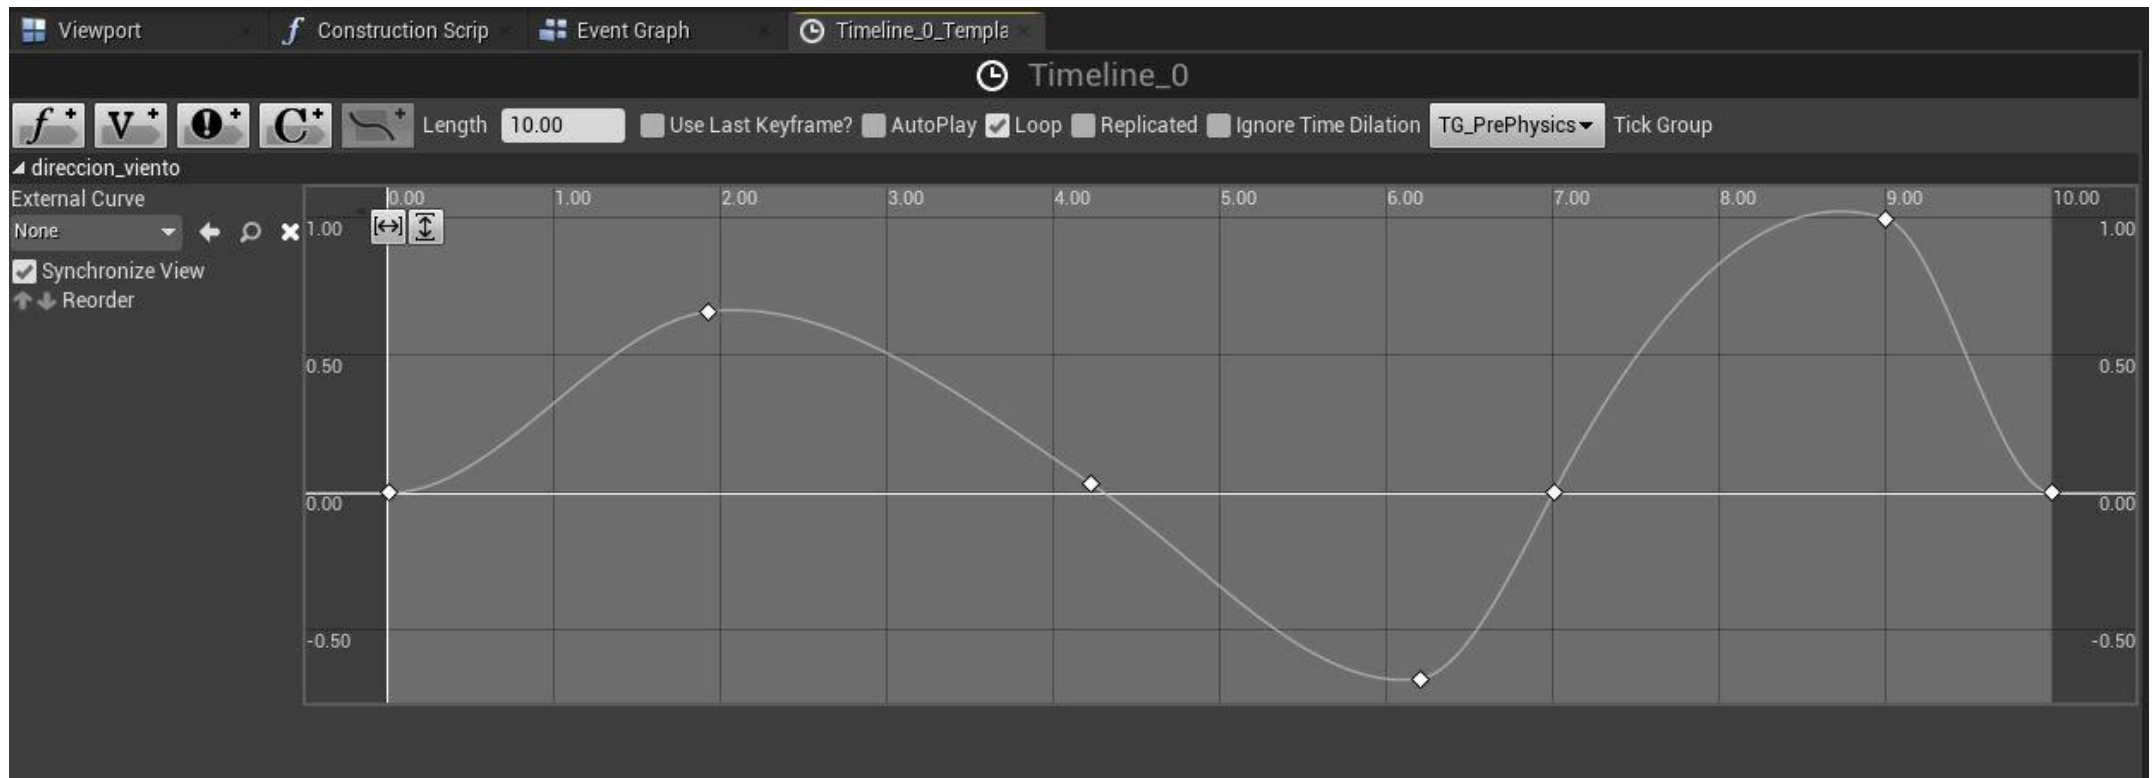 Viewport Construction Scrip Event Graph Timeline_0_Templa
Timeline_0
f+ V+ !+ C+ Length 10.00 Use Last Keyframe? AutoPlay Loop Replicated Ignore Time Dilation TG_PrePhysics Tick Group
direccion_viento
External Curve 0.00 1.00 2.00 3.00 4.00 5.00 6.00 7.00 8.00 9.00 10.00
None 1.00 1.00
Synchronize View
Reorder
0.50 0.50
0.00 0.00
-0.50 -0.50